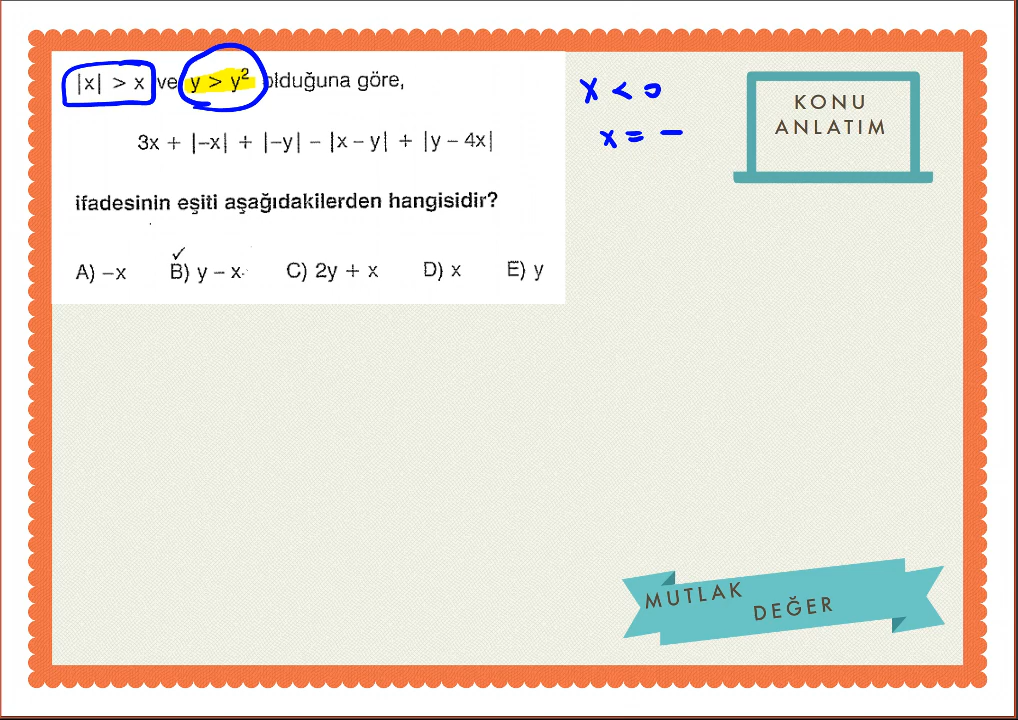 |x| > x ve y > y² olduğuna göre,
3x + |–x| + |–y| – |x – y| + |y – 4x|
ifadesinin eşiti aşağıdakilerden hangisidir?
A) –x B) y – x C) 2y + x D) x E) y
x < 0
x = –
KONU
ANLATIM
MUTLAK
DEĞER